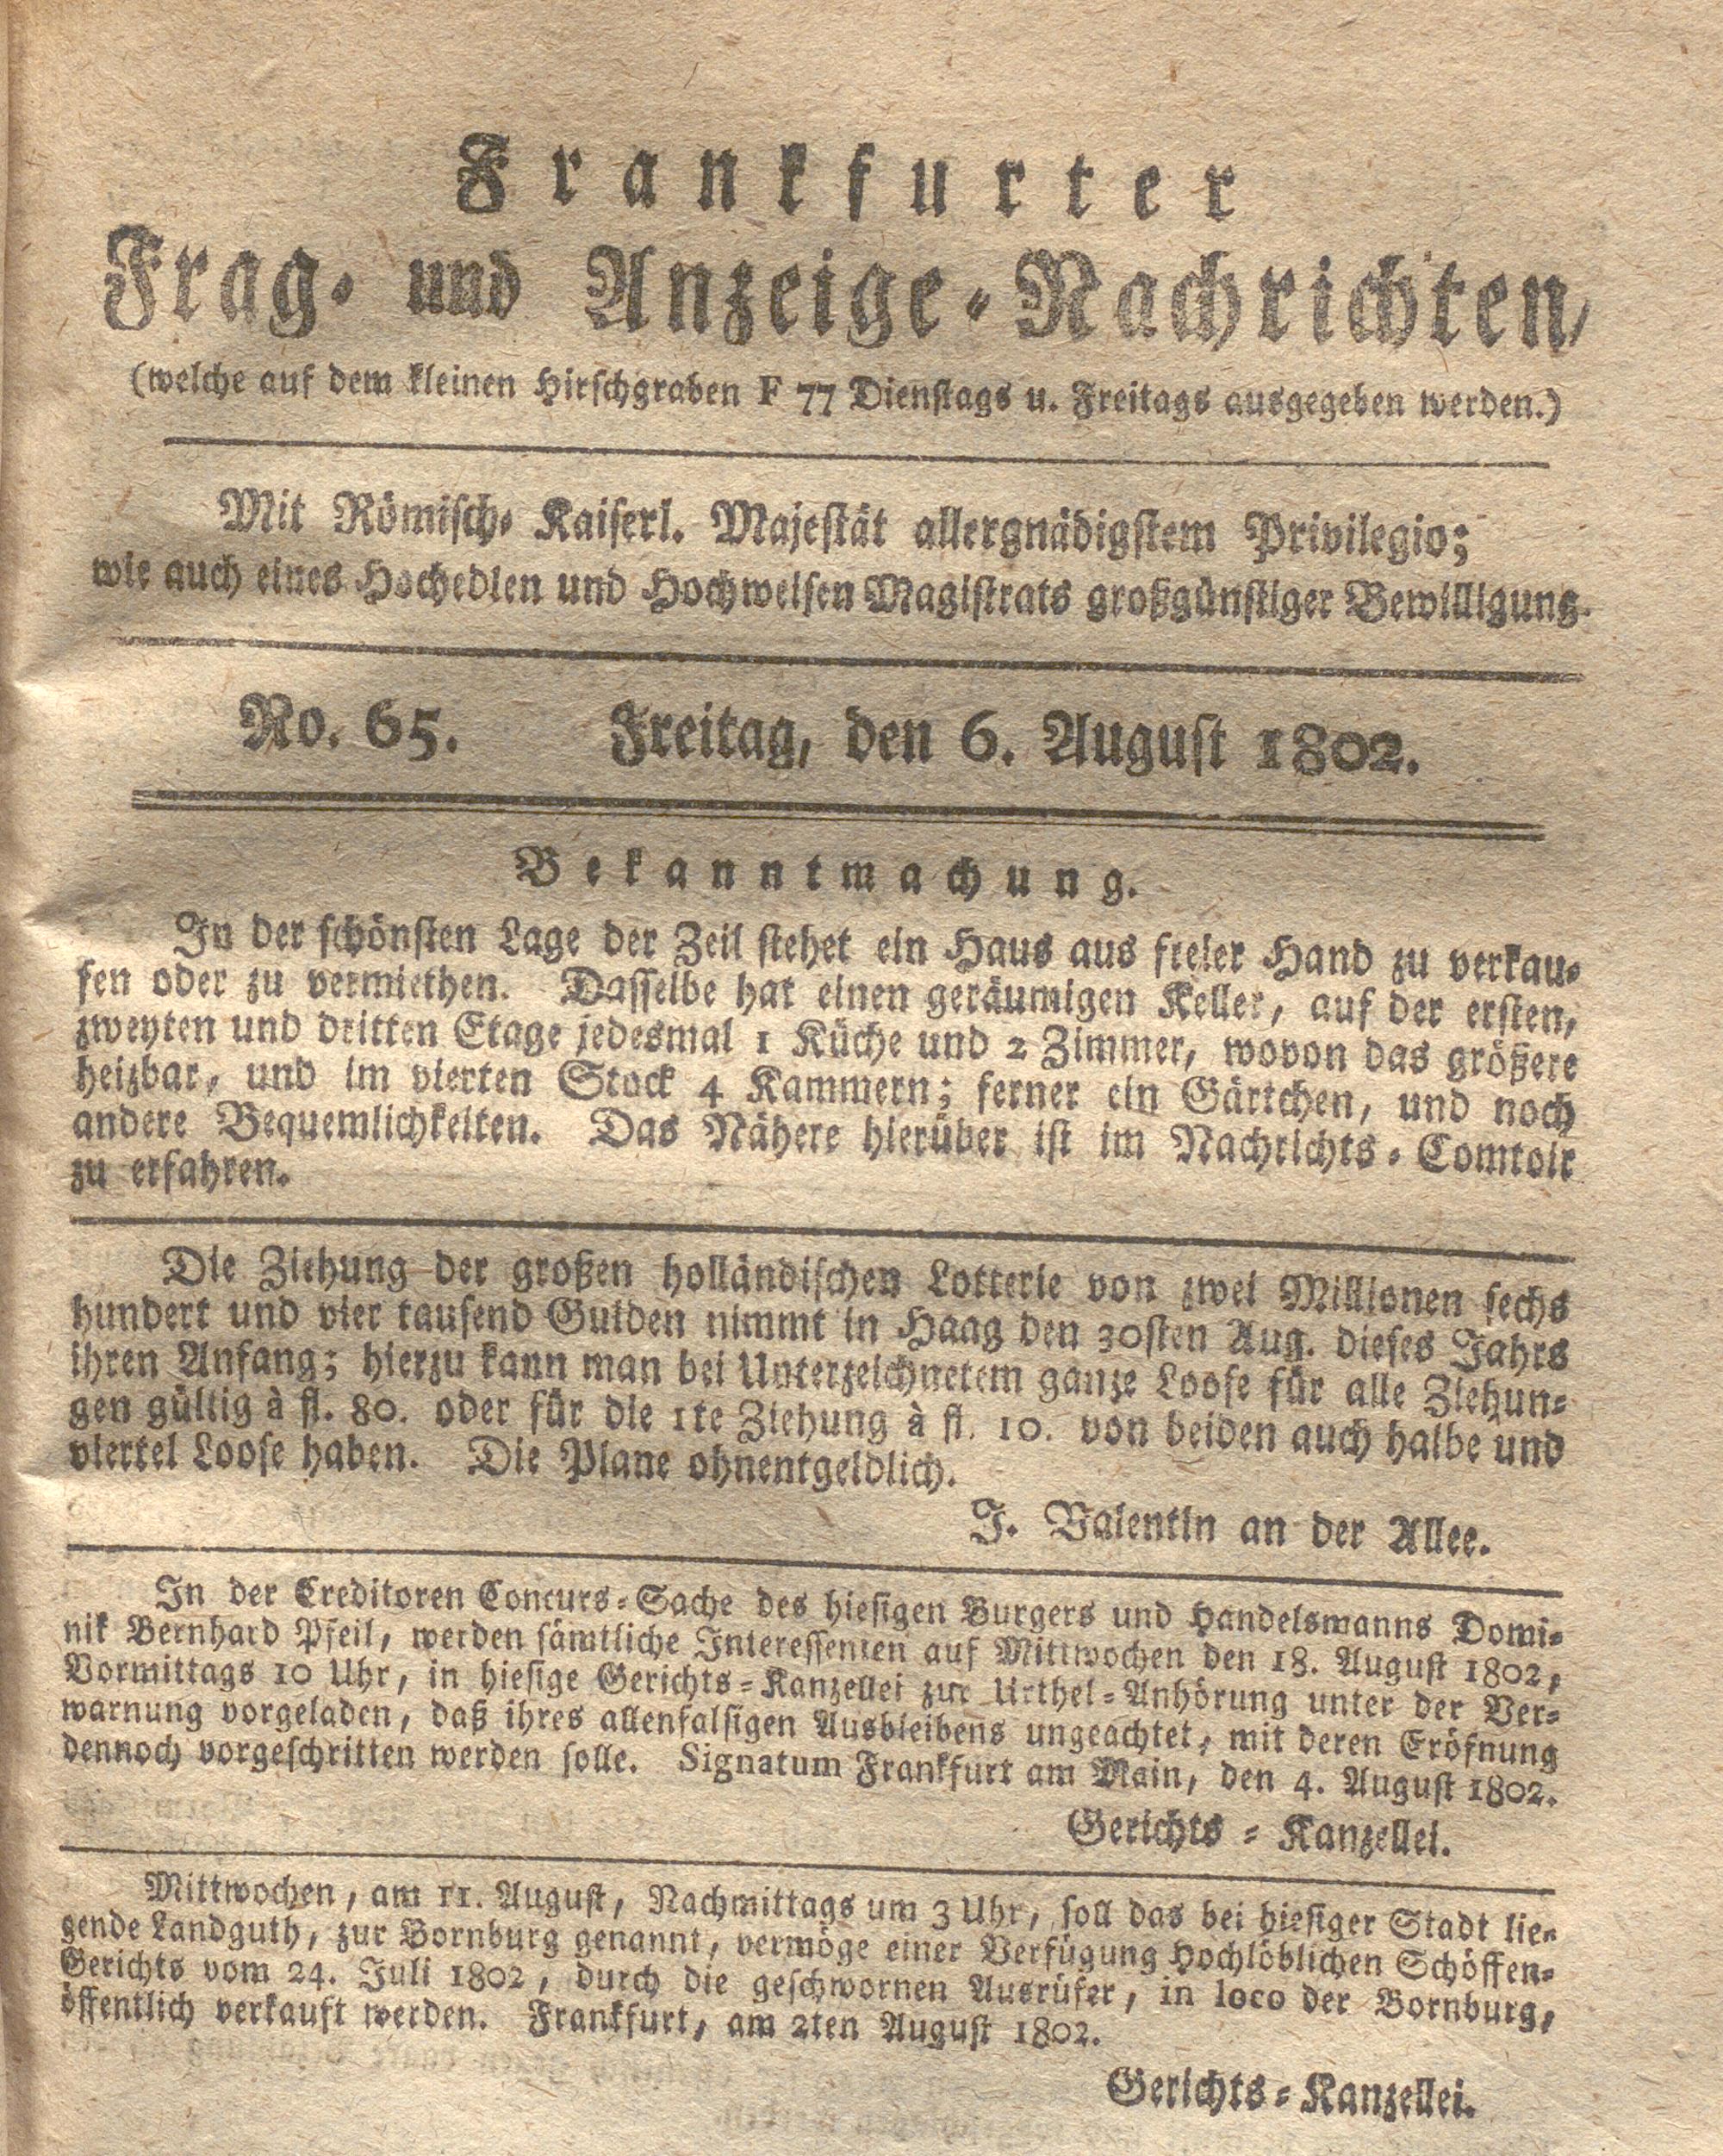 Frankfurter
Frag- und Anzeige-Nachrichten,
(welche auf dem kleinen Hirschgraben F 77 Dienstags u. Freitags ausgegeben werden.)
Mit Römisch- Kaiserl. Majestät allergnädigstem Privilegio;
wie auch eines Hochedlen und Hochweisen Magistrats großgünstiger Bewilligung.
No. 65. Freitag, den 6. August 1802.
Bekanntmachung.
In der schönsten Lage der Zeil stehet ein Haus aus freier Hand zu verkau-
fen oder zu vermiethen. Dasselbe hat einen geräumigen Keller, auf der ersten,
zweyten und dritten Etage jedesmal 1 Küche und 2 Zimmer, wovon das größere
heizbar, und im vierten Stock 4 Kammern; ferner ein Gärtchen, und noch
andere Bequemlichkeiten. Das Nähere hierüber ist im Nachrichts-Comtoir
zu erfahren.
Die Ziehung der großen holländischen Lotterie von zwei Millionen sechs
hundert und vier tausend Gulden nimmt in Haag den 30sten Aug. dieses Jahrs
ihren Anfang; hierzu kann man bei Unterzeichnetem ganze Loose für alle Ziehun-
gen gültig à fl. 80. oder für die 1te Ziehung à fl. 10. von beiden auch halbe und
viertel Loose haben. Die Plane ohnentgeldlich.
J. Valentin an der Allee.
In der Creditoren Concurs-Sache des hiesigen Burgers und Handelsmanns Domi-
nik Bernhard Pfeil, werden sämtliche Interessenten auf Mittwochen den 18. August 1802,
Vormittags 10 Uhr, in hiesige Gerichts-Kanzellei zur Urthel-Anhörung unter der Ver-
warnung vorgeladen, daß ihres allenfalsigen Ausbleibens ungeachtet, mit deren Eröfnung
dennoch vorgeschritten werden solle. Signatum Frankfurt am Main, den 4. August 1802.
Gerichts-Kanzellei.
Mittwochen, am 11. August, Nachmittags um 3 Uhr, soll das bei hiesiger Stadt lie-
gende Landguth, zur Bornburg genannt, vermöge einer Verfügung Hochlöblichen Schöffen-
Gerichts vom 24. Juli 1802, durch die geschwornen Ausrüfer, in loco der Bornburg,
öffentlich verkauft werden. Frankfurt, am 2ten August 1802.
Gerichts-Kanzellei.